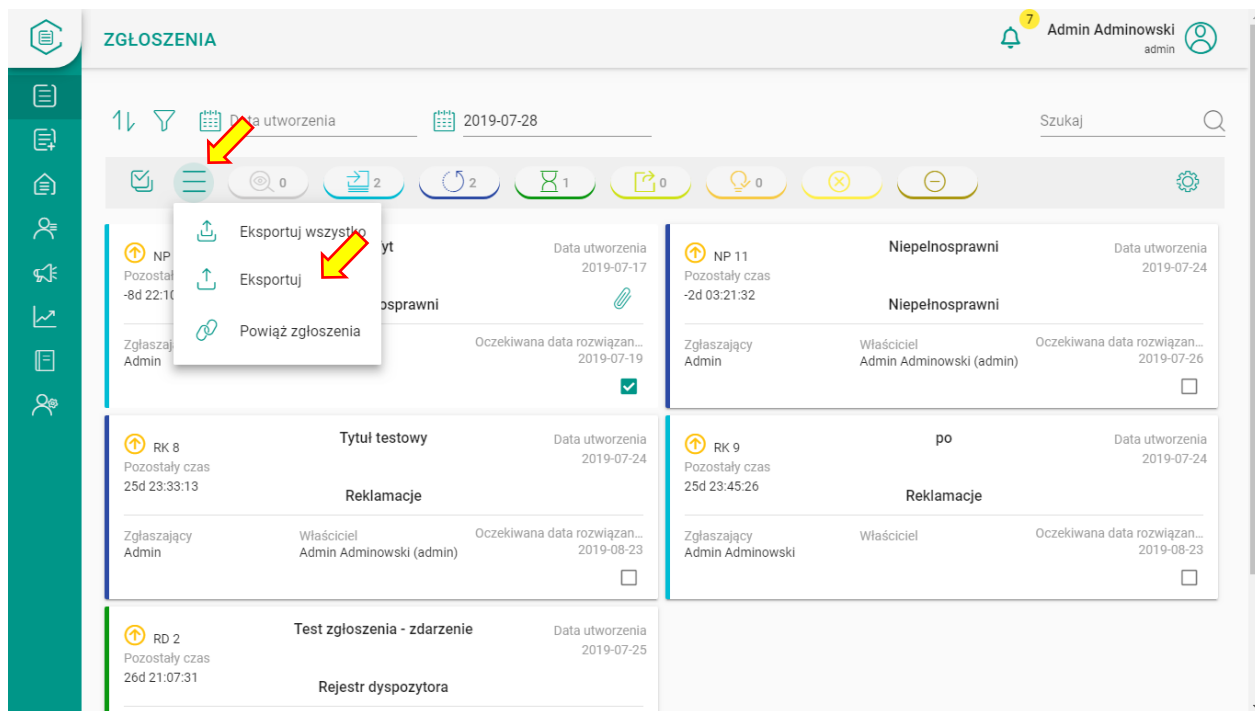 ZGŁOSZENIA
7
Admin Adminowski
admin
Data utworzenia
2019-07-28
Szukaj
0
2
2
1
0
0
Eksportuj wszystko
Eksportuj
Powiąż zgłoszenia
NP
Data utworzenia
2019-07-17
-8d
Admin
Oczekiwana data rozwiązan...
2019-07-19
NP 11
Niepelnosprawni
Data utworzenia
2019-07-24
Pozostały czas
-2d 03:21:32
Niepełnosprawni
Zgłaszający
Właściciel
Oczekiwana data rozwiązan...
Admin
Admin Adminowski (admin)
2019-07-26
RK 8
Tytuł testowy
Data utworzenia
2019-07-24
Pozostały czas
25d 23:33:13
Reklamacje
Zgłaszający
Właściciel
Oczekiwana data rozwiązan...
Admin
Admin Adminowski (admin)
2019-08-23
RK 9
po
Data utworzenia
2019-07-24
Pozostały czas
25d 23:45:26
Reklamacje
Zgłaszający
Właściciel
Oczekiwana data rozwiązan...
Admin Adminowski
2019-08-23
RD 2
Test zgłoszenia - zdarzenie
Data utworzenia
2019-07-25
Pozostały czas
26d 21:07:31
Rejestr dyspozytora